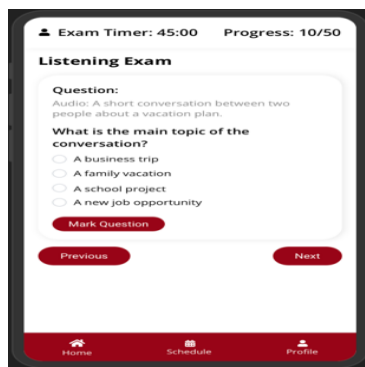 Exam Timer: 45:00 Progress: 10/50
Listening Exam
Question:
Audio: A short conversation between two
people about a vacation plan.
What is the main topic of the
conversation?
A business trip
A family vacation
A school project
A new job opportunity
Mark Question
Previous Next
Home Schedule Profile